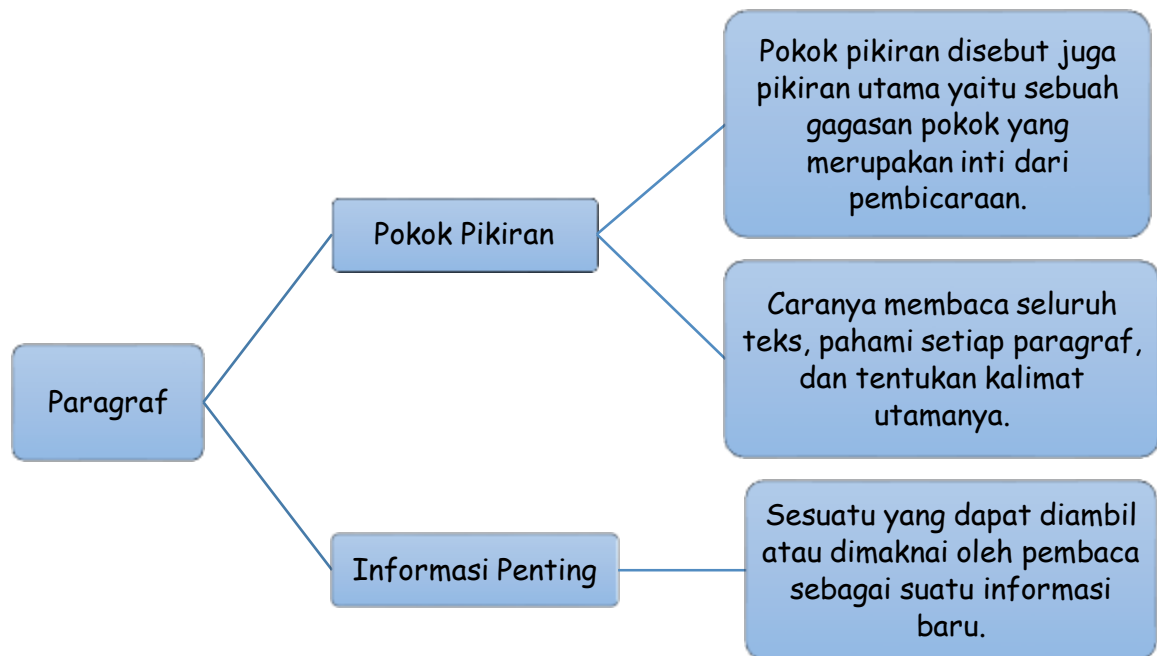 Paragraf
Pokok Pikiran
Pokok pikiran disebut juga
pikiran utama yaitu sebuah
gagasan pokok yang
merupakan inti dari
pembicaraan.
Caranya membaca seluruh
teks, pahami setiap paragraf,
dan tentukan kalimat
utamanya.
Informasi Penting
Sesuatu yang dapat diambil
atau dimaknai oleh pembaca
sebagai suatu informasi
baru.